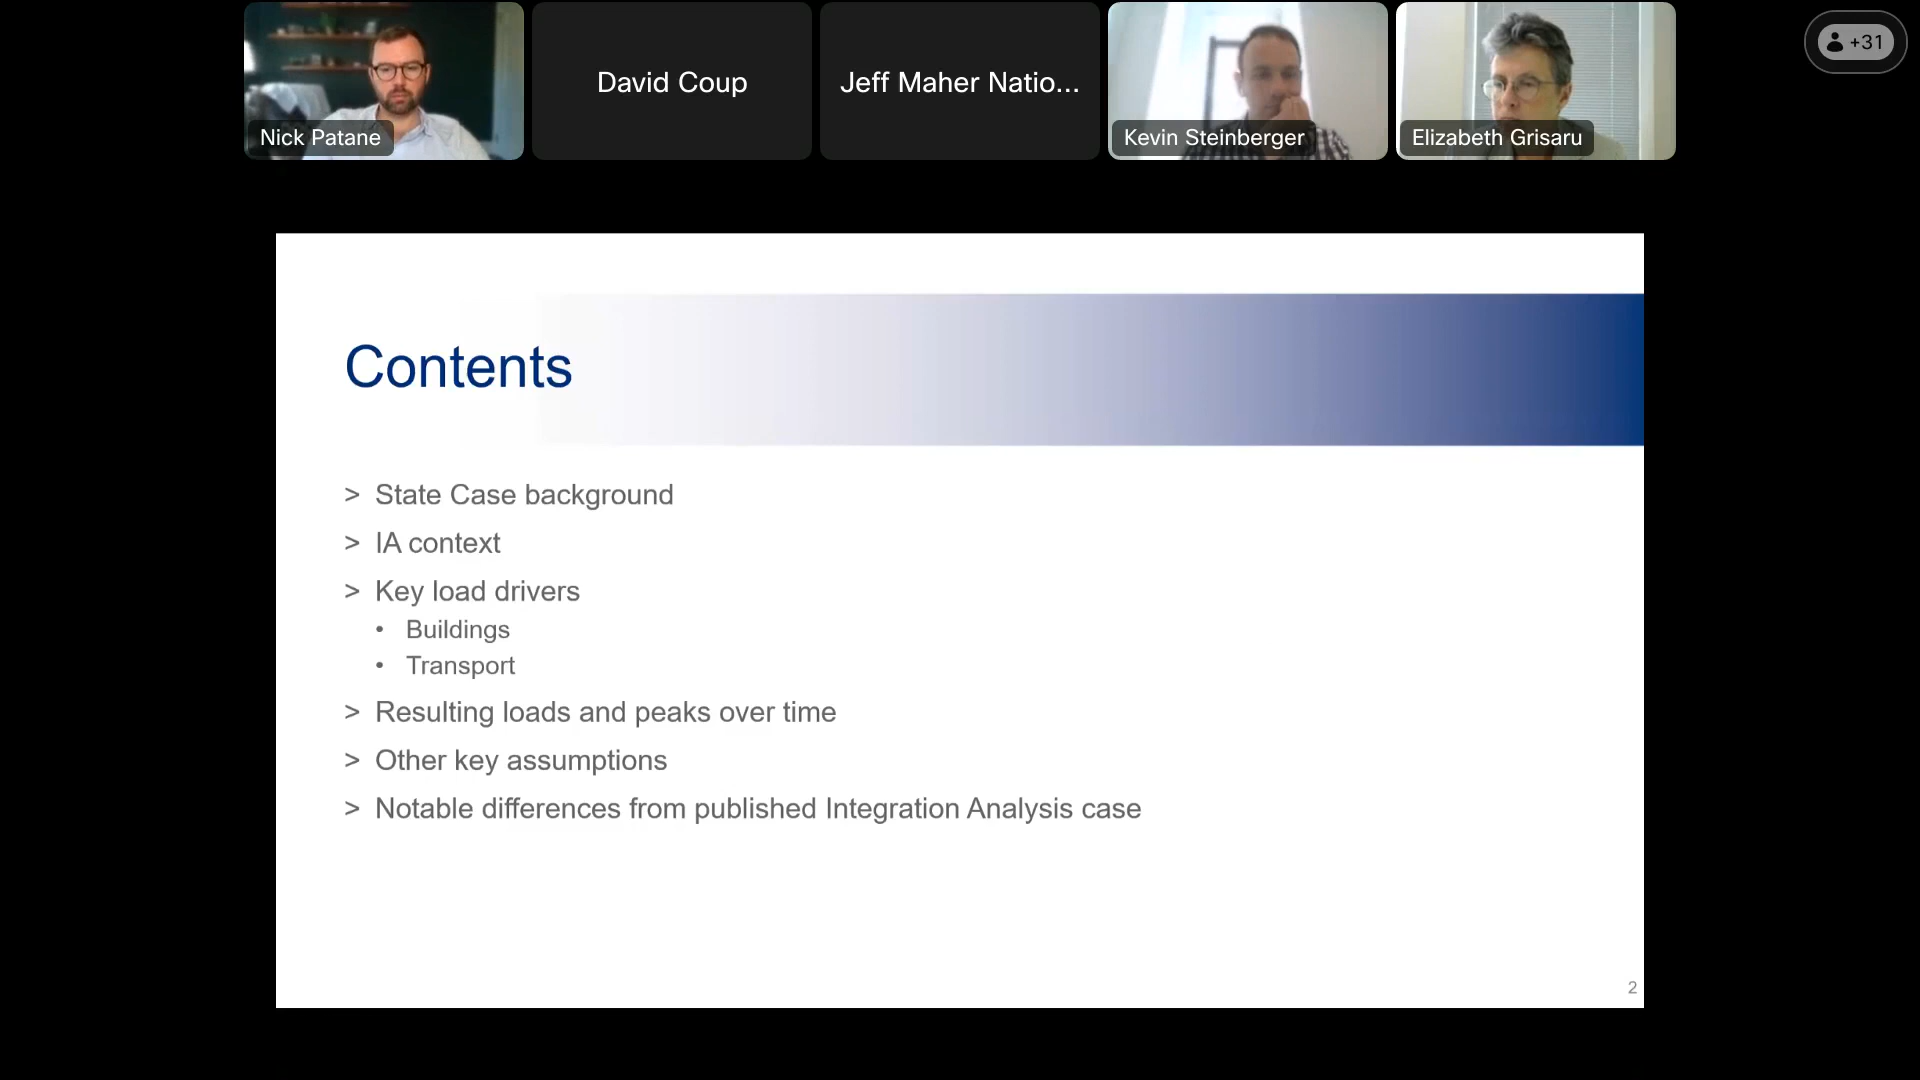 Nick Patane
David Coup
Jeff Maher Natio...
Kevin Steinberger
Elizabeth Grisaru
+31
Contents
> State Case background
> IA context
> Key load drivers
• Buildings
• Transport
> Resulting loads and peaks over time
> Other key assumptions
> Notable differences from published Integration Analysis case
2